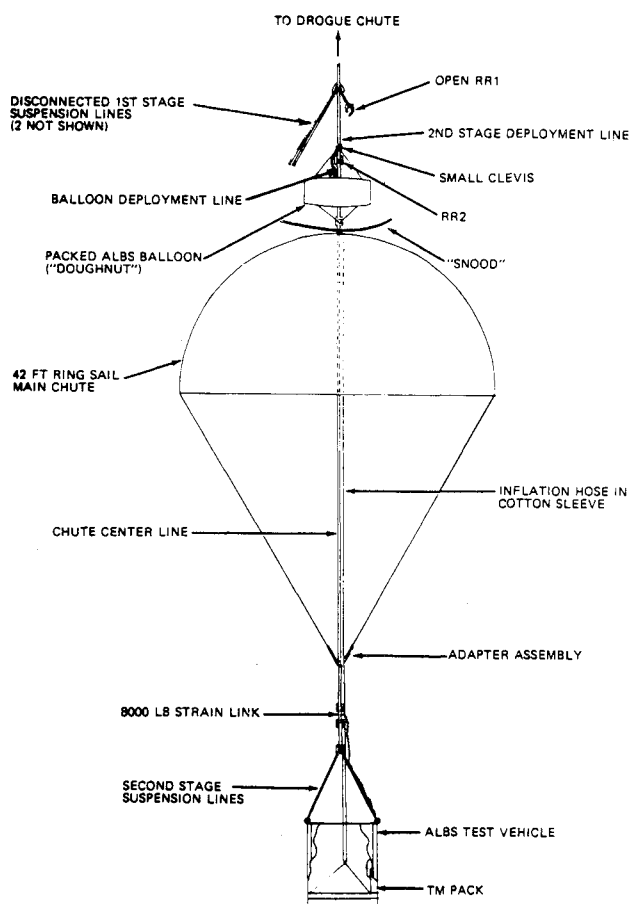 TO DROGUE CHUTE
OPEN RR1
DISCONNECTED 1ST STAGE
SUSPENSION LINES
(2 NOT SHOWN)
2ND STAGE DEPLOYMENT LINE
SMALL CLEVIS
BALLOON DEPLOYMENT LINE
RR2
PACKED ALBS BALLOON
("DOUGHNUT")
"SNOOD"
42 FT RING SAIL
MAIN CHUTE
INFLATION HOSE IN
COTTON SLEEVE
CHUTE CENTER LINE
ADAPTER ASSEMBLY
8000 LB STRAIN LINK
SECOND STAGE
SUSPENSION LINES
ALBS TEST VEHICLE
TM PACK